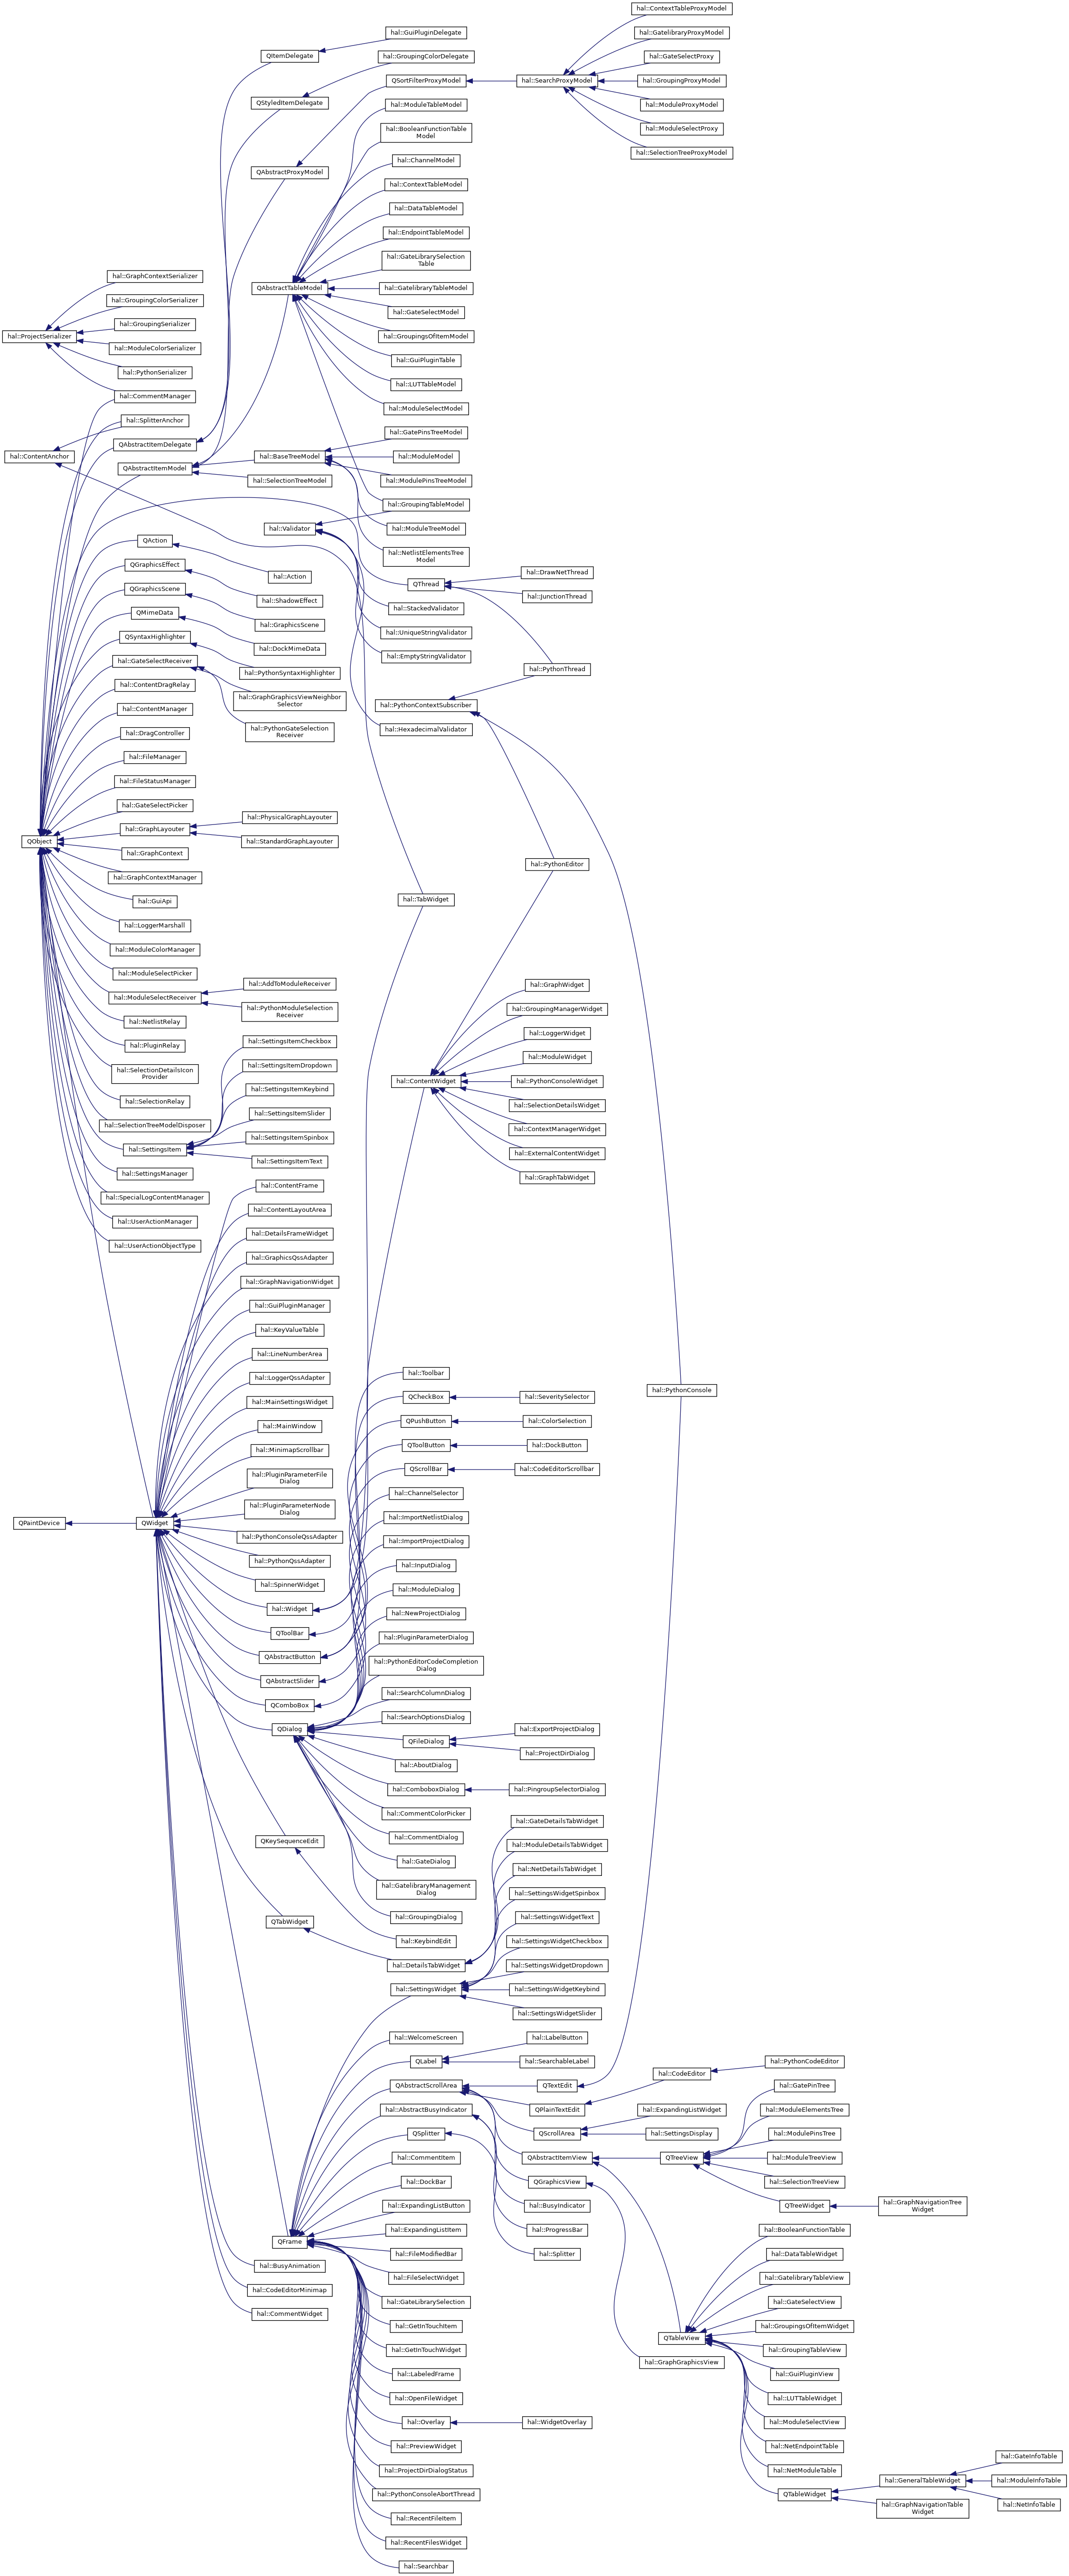 hal::ContextTableProxyModel
hal::GuiPluginDelegate
hal::GatelibraryProxyModel
QItemDelegate
hal::GroupingColorDelegate
hal::GateSelectProxy
QSortFilterProxyModel
hal::SearchProxyModel
hal::GroupingProxyModel
QStyledItemDelegate
hal::ModuleTableModel
hal::ModuleProxyModel
hal::BooleanFunctionTable
Model
hal::ModuleSelectProxy
hal::ChannelModel
hal::SelectionTreeProxyModel
QAbstractProxyModel
hal::ContextTableModel
hal::DataTableModel
hal::EndpointTableModel
hal::GateLibrarySelection
Table
hal::GraphContextSerializer
QAbstractTableModel
hal::GatelibraryTableModel
hal::GroupingColorSerializer
hal::GateSelectModel
hal::GroupingSerializer
hal::ProjectSerializer
hal::GroupingsOfItemModel
hal::ModuleColorSerializer
hal::GuiPluginTable
hal::PythonSerializer
hal::LUTTableModel
hal::CommentManager
hal::ModuleSelectModel
hal::SplitterAnchor
hal::GatePinsTreeModel
QAbstractItemDelegate
hal::ContentAnchor
hal::BaseTreeModel
hal::ModuleModel
QAbstractItemModel
hal::SelectionTreeModel
hal::ModulePinsTreeModel
hal::GroupingTableModel
hal::Validator
hal::ModuleTreeModel
QAction
hal::NetlistElementsTree
Model
QGraphicsEffect
hal::Action
QThread
hal::DrawNetThread
QGraphicsScene
hal::ShadowEffect
hal::JunctionThread
QMimeData
hal::GraphicsScene
hal::StackedValidator
QSyntaxHighlighter
hal::DockMimeData
hal::UniqueStringValidator
hal::GateSelectReceiver
hal::PythonSyntaxHighlighter
hal::EmptyStringValidator
hal::PythonThread
hal::ContentDragRelay
hal::GraphGraphicsViewNeighbor
Selector
hal::PythonContextSubscriber
hal::ContentManager
hal::PythonGateSelection
Receiver
hal::HexadecimalValidator
hal::DragController
hal::FileManager
hal::FileStatusManager
hal::GateSelectPicker
hal::PhysicalGraphLayouter
hal::GraphLayouter
QObject
hal::StandardGraphLayouter
hal::GraphContext
hal::PythonEditor
hal::GraphContextManager
hal::GuiApi
hal::TabWidget
hal::LoggerMarshall
hal::ModuleColorManager
hal::ModuleSelectPicker
hal::AddToModuleReceiver
hal::GraphWidget
hal::ModuleSelectReceiver
hal::PythonModuleSelection
Receiver
hal::GroupingManagerWidget
hal::NetlistRelay
hal::LoggerWidget
hal::PluginRelay
hal::SettingsItemCheckbox
hal::ModuleWidget
hal::SelectionDetailsIcon
Provider
hal::SettingsItemDropdown
hal::ContentWidget
hal::PythonConsoleWidget
hal::SelectionRelay
hal::SettingsItemKeybind
hal::SelectionDetailsWidget
hal::SelectionTreeModelDisposer
hal::SettingsItemSlider
hal::ContextManagerWidget
hal::SettingsItem
hal::SettingsItemSpinbox
hal::ExternalContentWidget
hal::SettingsManager
hal::SettingsItemText
hal::GraphTabWidget
hal::SpecialLogContentManager
hal::ContentFrame
hal::UserActionManager
hal::ContentLayoutArea
hal::UserActionObjectType
hal::DetailsFrameWidget
hal::GraphicsQssAdapter
hal::GraphNavigationWidget
hal::GuiPluginManager
hal::KeyValueTable
hal::LineNumberArea
hal::Toolbar
hal::LoggerQssAdapter
hal::PythonConsole
hal::MainSettingsWidget
QCheckBox
hal::SeveritySelector
hal::MainWindow
QPushButton
hal::ColorSelection
hal::MinimapScrollbar
QToolButton
hal::DockButton
hal::PluginParameterFile
Dialog
QScrollBar
hal::CodeEditorScrollbar
hal::PluginParameterNode
Dialog
hal::ChannelSelector
QPaintDevice
QWidget
hal::ImportNetlistDialog
hal::PythonConsoleQssAdapter
hal::ImportProjectDialog
hal::PythonQssAdapter
hal::InputDialog
hal::SpinnerWidget
hal::ModuleDialog
hal::Widget
hal::NewProjectDialog
QToolBar
hal::PluginParameterDialog
QAbstractButton
hal::PythonEditorCodeCompletion
Dialog
QAbstractSlider
hal::SearchColumnDialog
QComboBox
hal::SearchOptionsDialog
QDialog
QFileDialog
hal::ExportProjectDialog
hal::AboutDialog
hal::ProjectDirDialog
hal::ComboboxDialog
hal::PingroupSelectorDialog
hal::CommentColorPicker
hal::GateDetailsTabWidget
QKeySequenceEdit
hal::CommentDialog
hal::ModuleDetailsTabWidget
hal::GateDialog
hal::NetDetailsTabWidget
hal::GatelibraryManagement
Dialog
hal::SettingsWidgetSpinbox
QTabWidget
hal::GroupingDialog
hal::SettingsWidgetText
hal::KeybindEdit
hal::SettingsWidgetCheckbox
hal::DetailsTabWidget
hal::SettingsWidgetDropdown
hal::SettingsWidget
hal::SettingsWidgetKeybind
hal::SettingsWidgetSlider
hal::WelcomeScreen
hal::LabelButton
QLabel
hal::SearchableLabel
hal::PythonCodeEditor
hal::CodeEditor
QAbstractScrollArea
QTextEdit
hal::GatePinTree
hal::AbstractBusyIndicator
QPlainTextEdit
hal::ExpandingListWidget
hal::ModuleElementsTree
QSplitter
QScrollArea
hal::SettingsDisplay
hal::ModulePinsTree
hal::CommentItem
QAbstractItemView
QTreeView
hal::ModuleTreeView
hal::DockBar
QGraphicsView
hal::SelectionTreeView
hal::ExpandingListButton
hal::BusyIndicator
QTreeWidget
hal::GraphNavigationTree
Widget
hal::ExpandingListItem
hal::ProgressBar
hal::BooleanFunctionTable
QFrame
hal::FileModifiedBar
hal::Splitter
hal::DataTableWidget
hal::BusyAnimation
hal::FileSelectWidget
hal::GatelibraryTableView
hal::CodeEditorMinimap
hal::GateLibrarySelection
hal::GateSelectView
hal::CommentWidget
hal::GetInTouchItem
hal::GroupingsOfItemWidget
QTableView
hal::GetInTouchWidget
hal::GraphGraphicsView
hal::GroupingTableView
hal::LabeledFrame
hal::GuiPluginView
hal::OpenFileWidget
hal::LUTTableWidget
hal::Overlay
hal::WidgetOverlay
hal::ModuleSelectView
hal::PreviewWidget
hal::NetEndpointTable
hal::GateInfoTable
hal::ProjectDirDialogStatus
hal::NetModuleTable
hal::GeneralTableWidget
hal::ModuleInfoTable
hal::PythonConsoleAbortThread
QTableWidget
hal::GraphNavigationTable
Widget
hal::NetInfoTable
hal::RecentFileItem
hal::RecentFilesWidget
hal::Searchbar